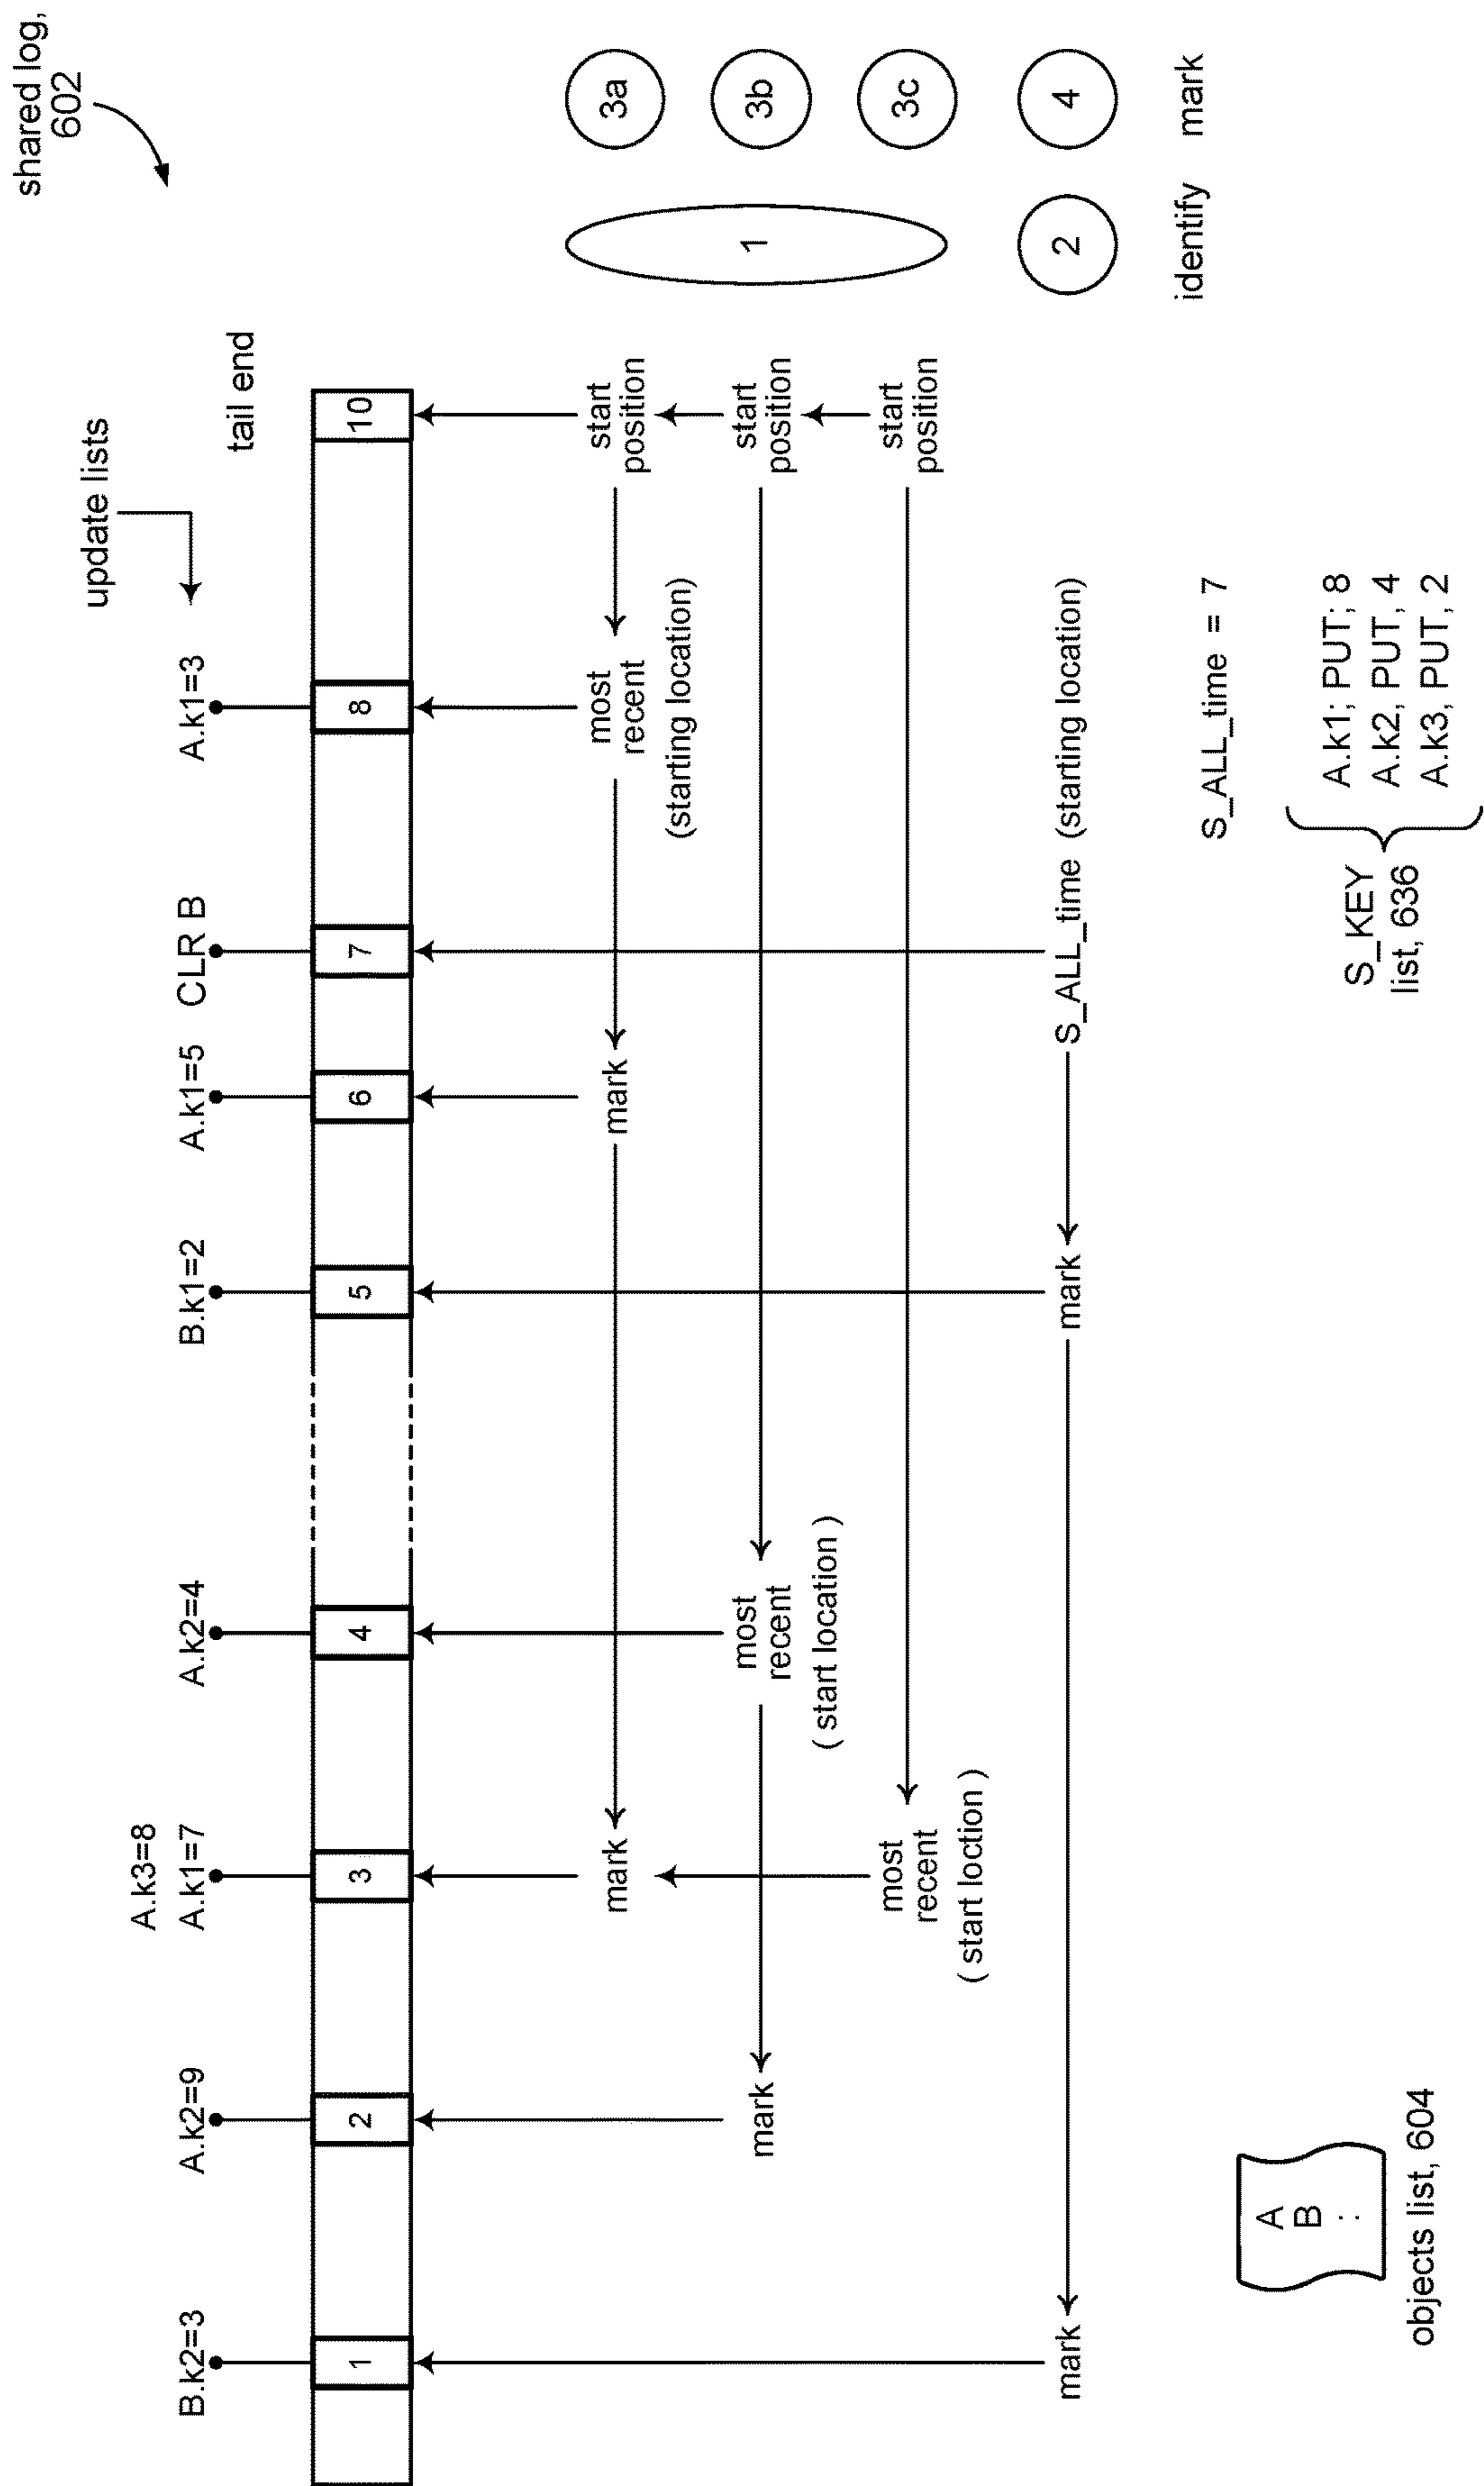 shared log,
602
update lists
tail end
B.k2=3
A.k2=9
A.k3=8
A.k1=7
A.k2=4
B.k1=2
A.k1=5
CLR B
A.k1=3
1
2
3
4
5
6
7
8
10
mark
mark
most
recent
(starting location)
start
position
3a
mark
most
recent
( start location )
start
position
1
3b
most
recent
( start loction )
start
position
3c
mark
mark
S_ALL_time (starting location)
2
4
identify
mark
S_ALL_time = 7
A
B
:
objects list, 604
S_KEY
list, 636
A.k1; PUT; 8
A.k2, PUT, 4
A.k3, PUT, 2